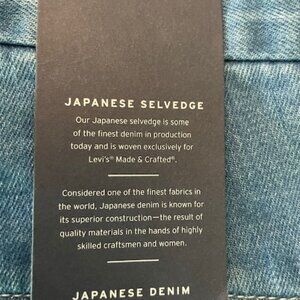 JAPANESE SELVEDGE
Our Japanese selvedge is some
of the finest denim in production
today and is woven exclusively for
Levi's® Made & Crafted®.
Considered one of the finest fabrics in
the world, Japanese denim is known for
its superior construction—the result of
quality materials in the hands of highly
skilled craftsmen and women.
JAPANESE DENIM